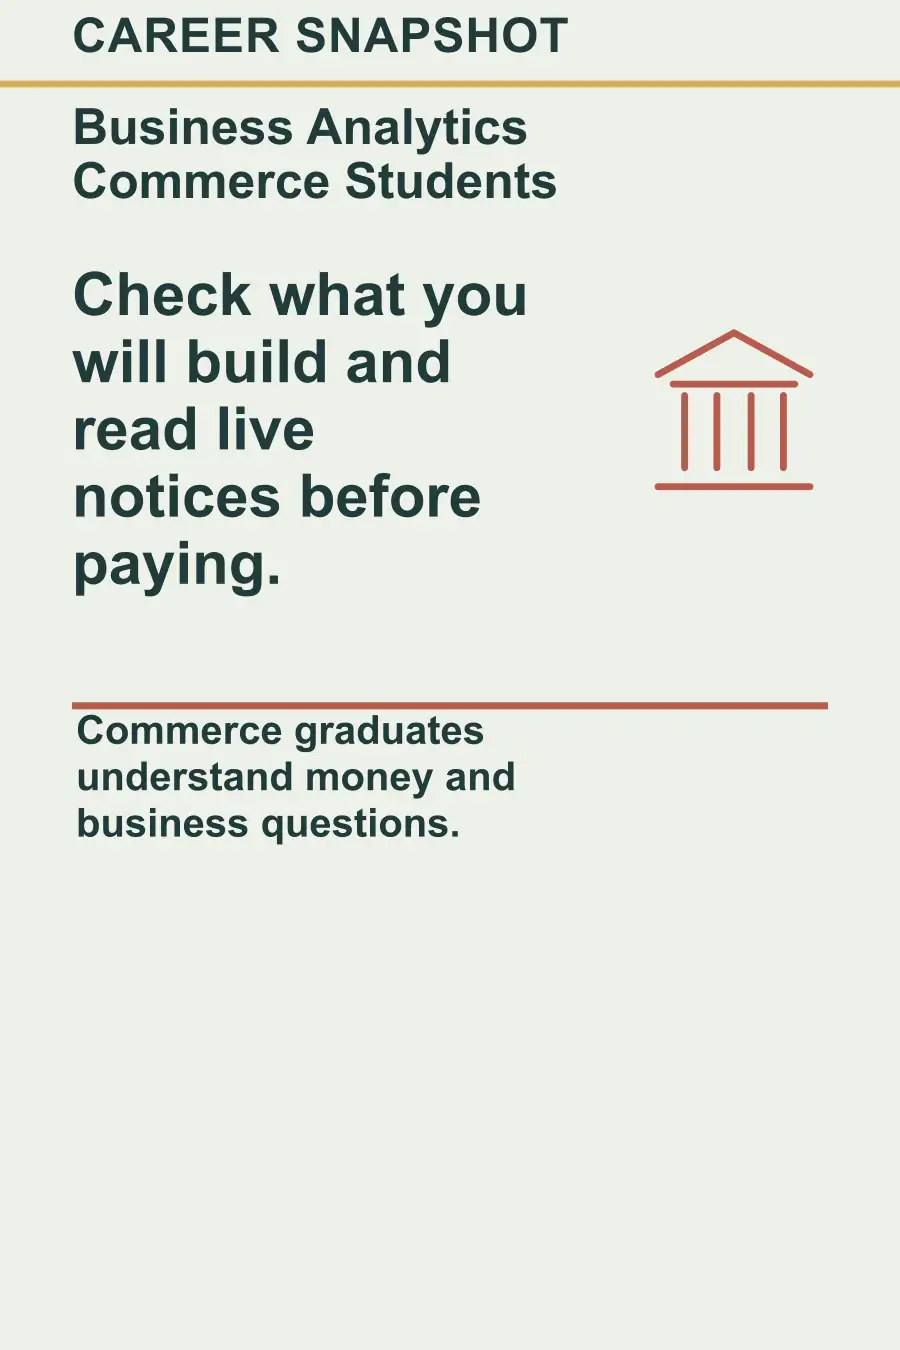 CAREER SNAPSHOT
Business Analytics
Commerce Students
Check what you
will build and
read live
notices before
paying.
Commerce graduates
understand money and
business questions.